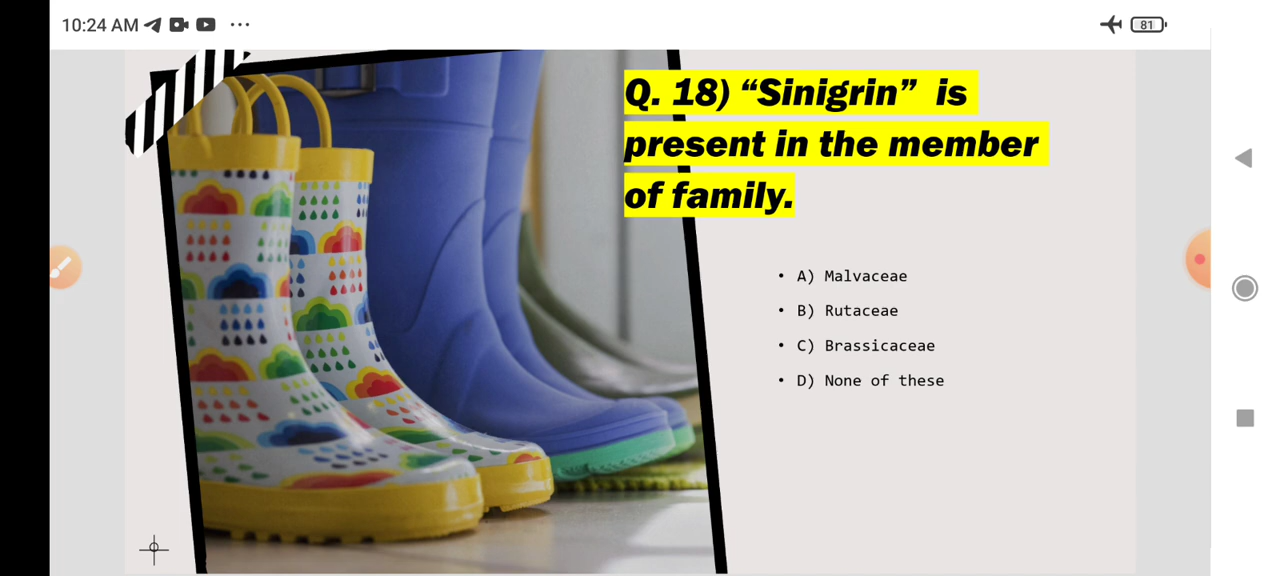 10:24 AM
81
Q. 18) “Sinigrin” is
present in the member
of family.
• A) Malvaceae
• B) Rutaceae
• C) Brassicaceae
• D) None of these